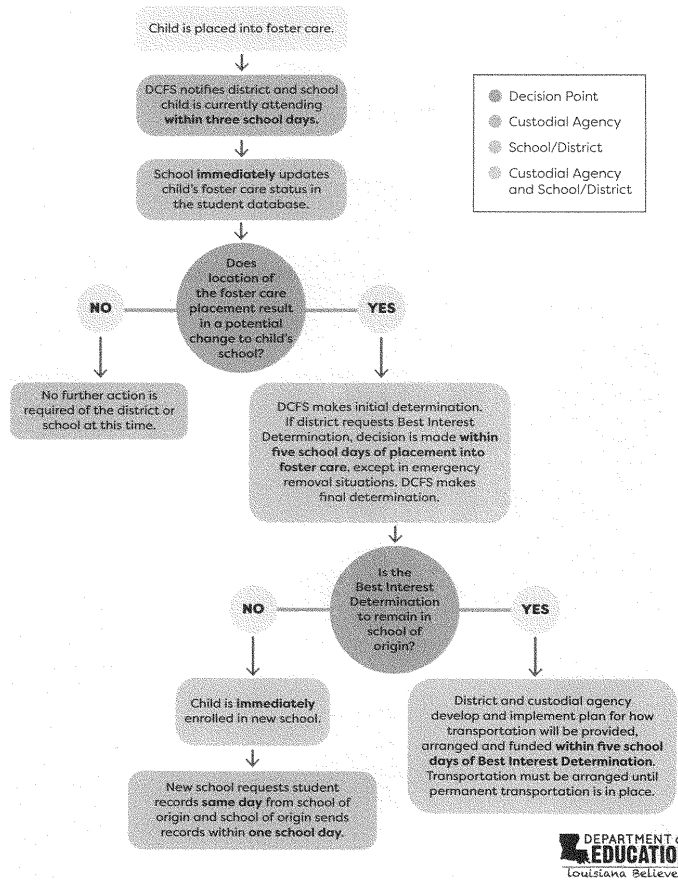 Child is placed into foster care.
DCFS notifies district and school
child is currently attending
within three school days.
School immediately updates
child's foster care status in
the student database.
Decision Point
Custodial Agency
School/District
Custodial Agency
and School/District
Does
location of
the foster care
placement result
in a potential
change to child's
school?
NO
YES
No further action is
required of the district or
school at this time.
DCFS makes initial determination.
If district requests Best Interest
Determination, decision is made within
five school days of placement into
foster care, except in emergency
removal situations. DCFS makes
final determination.
Is the
Best Interest
Determination
to remain in
school of
origin?
NO
YES
Child is immediately
enrolled in new school.
New school requests student
records same day from school of
origin and school of origin sends
records within one school day.
District and custodial agency
develop and implement plan for how
transportation will be provided,
arranged and funded within five school
days of Best Interest Determination.
Transportation must be arranged until
permanent transportation is in place.
DEPARTMENT
EDUCATIO
Louisiana Believe